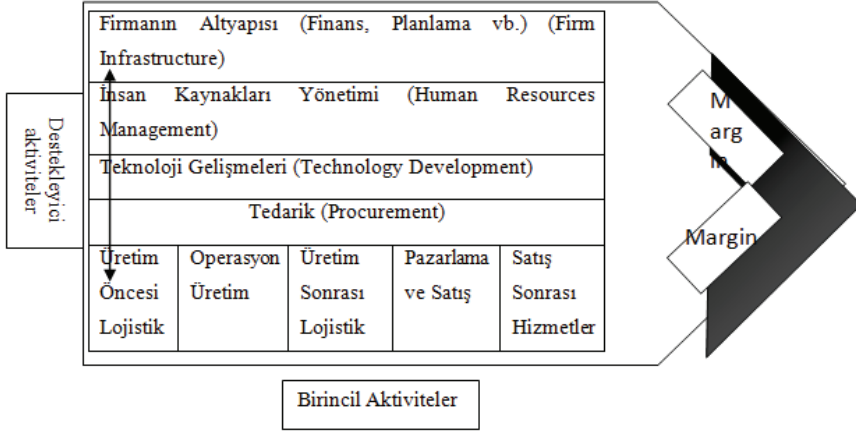 Firmanın Altyapısı (Finans, Planlama vb.) (Firm
Infrastructure)
İnsan Kaynakları Yönetimi (Human Resources
Management)
Teknoloji Gelişmeleri (Technology Development)
Tedarik (Procurement)
Destekleyici
aktiviteler
Üretim
Öncesi
Lojistik
Operasyon
Üretim
Üretim
Sonrası
Lojistik
Pazarlama
ve Satış
Satış
Sonrası
Hizmetler
M
arg
in
Margin
Birincil Aktiviteler